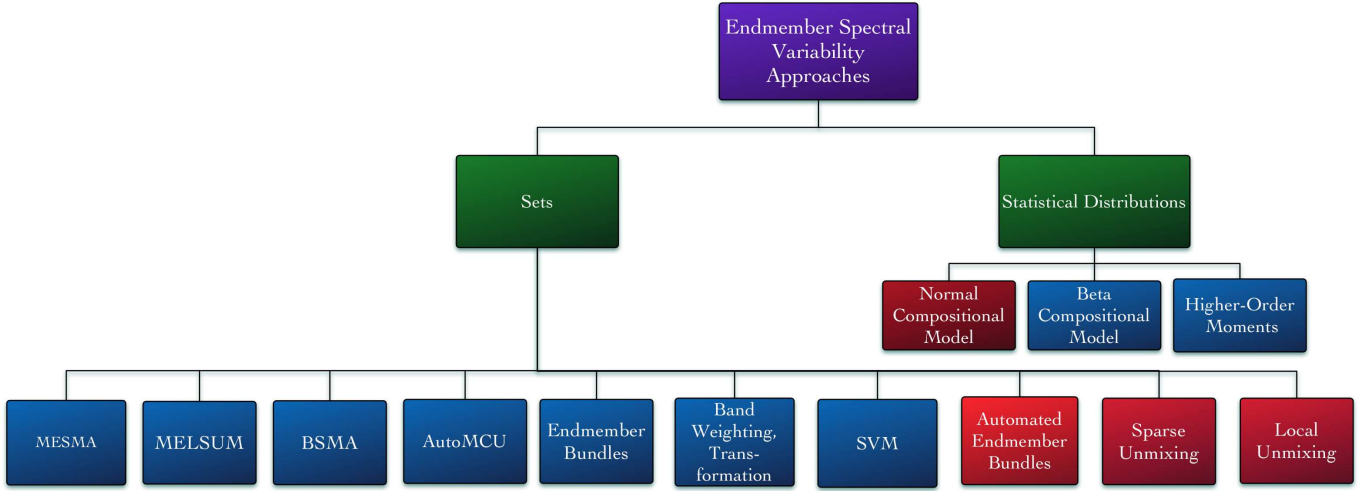 Endmember Spectral
Variability
Approaches
Sets
Statistical Distributions
Normal
Compositional
Model
Beta
Compositional
Model
Higher-Order
Moments
MESMA
MELSUM
BSMA
AutoMCU
Endmember
Bundles
Band
Weighting,
Trans-
formation
SVM
Automated
Endmember
Bundles
Sparse
Unmixing
Local
Unmixing